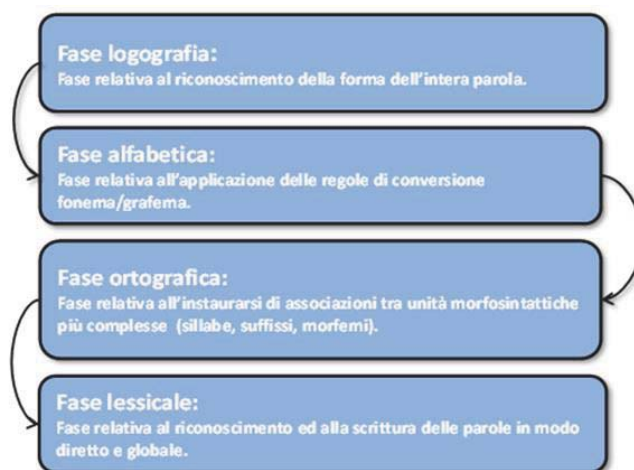 Fase logografia:
Fase relativa al riconoscimento della forma dell'intera parola.
Fase alfabetica:
Fase relativa all'applicazione delle regole di conversione
fonema/grafema.
Fase ortografica:
Fase relativa all'instaurarsi di associazioni tra unità morfosintattiche
più complesse (sillabe, suffissi, morfemi).
Fase lessicale:
Fase relativa al riconoscimento ed alla scrittura delle parole in modo
diretto e globale.